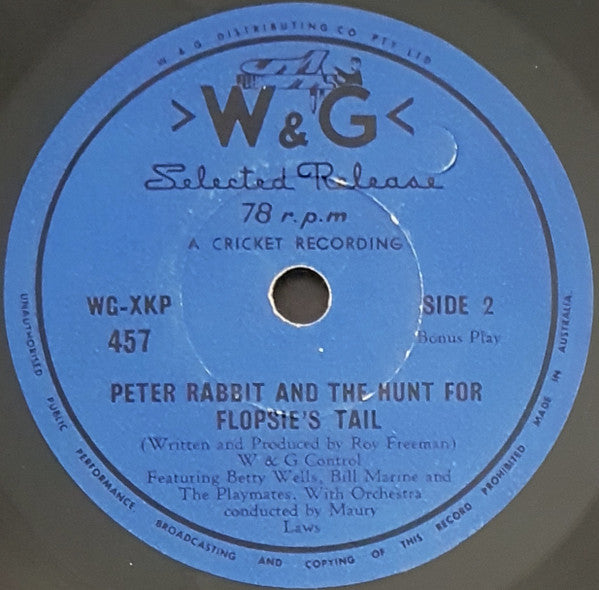 W. & G. DISTRIBUTING CO. PTY. LTD.
>W&G<
Selected Release
78 r.p.m
A CRICKET RECORDING
WG-XKP
457
SIDE 2
Bonus Play
PETER RABBIT AND THE HUNT FOR
FLOPSIE'S TAIL
(Written and Produced by Roy Freeman)
W & G Control
Featuring Betty Wells, Bill Marine and
The Playmates. With Orchestra
conducted by Maury
Laws
UNAUTHORISED PUBLIC PERFORMANCE BROADCASTING AND COPYING OF THIS RECORD PROHIBITED MADE IN AUSTRALIA.